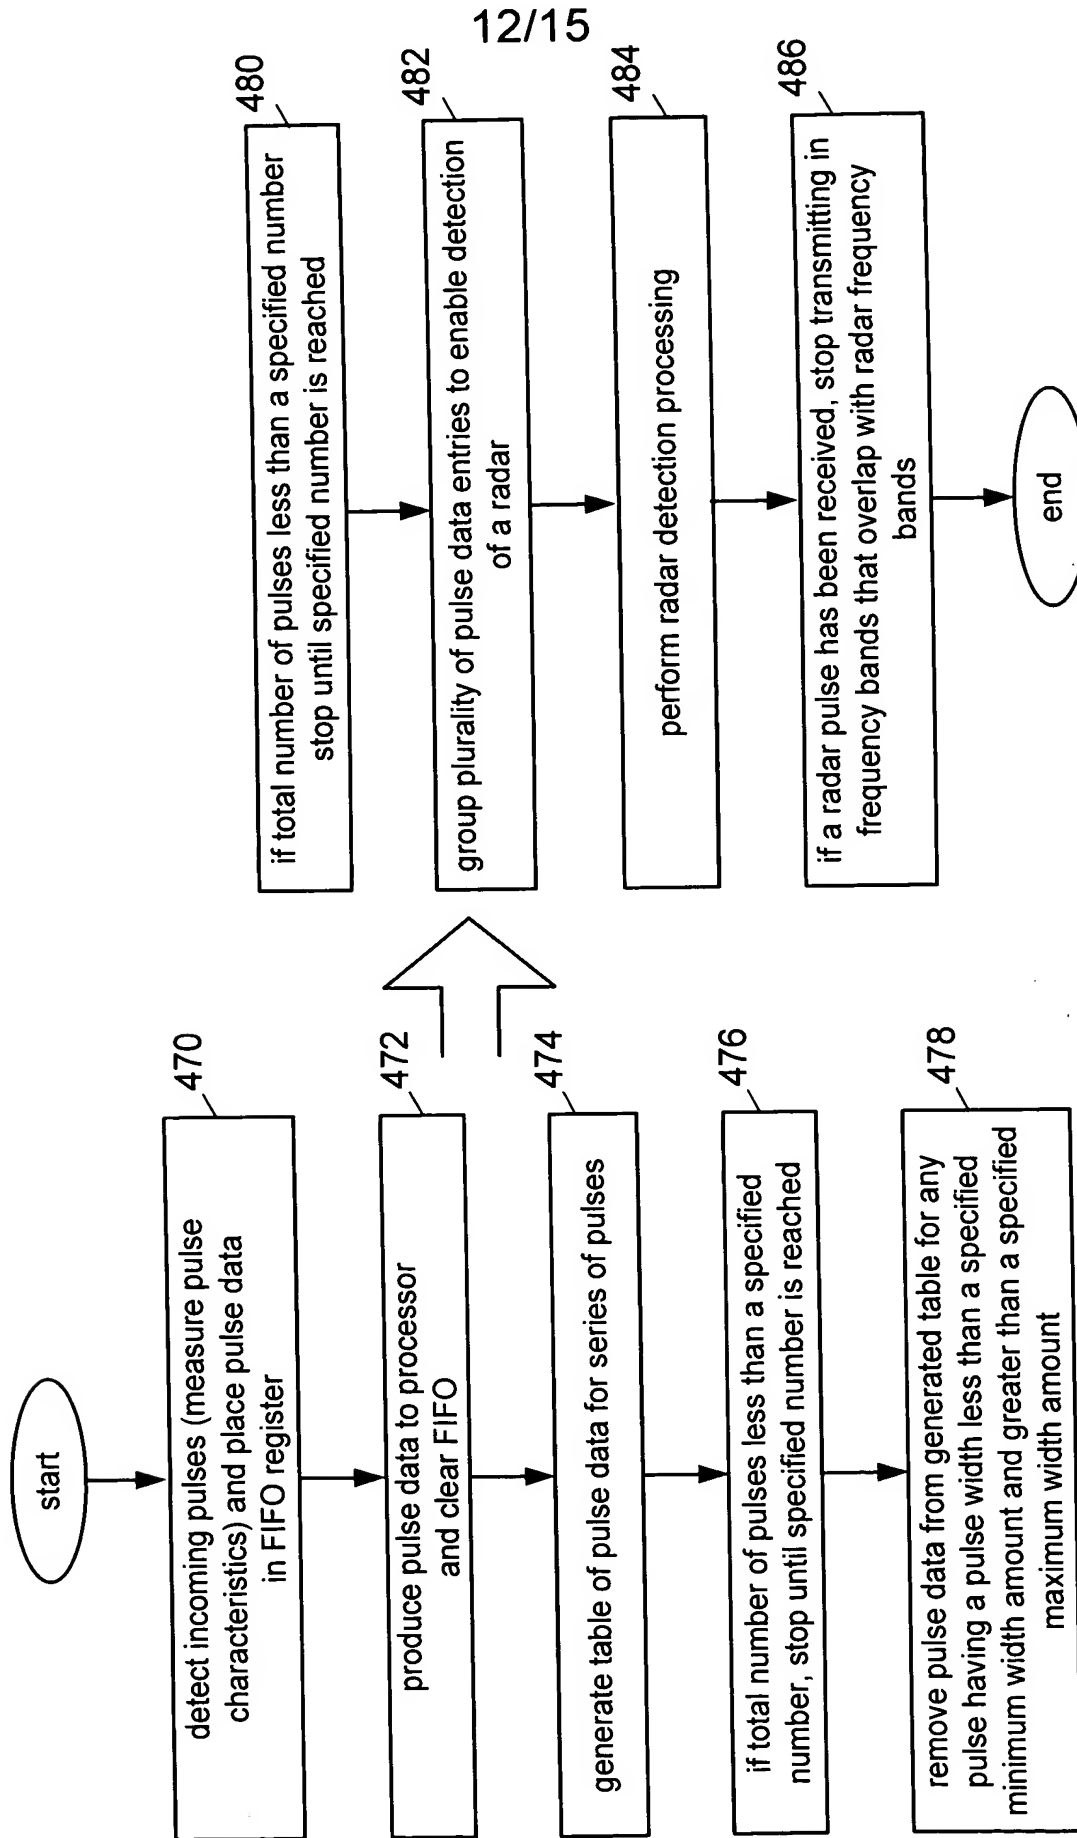 12/15
start
470
detect incoming pulses (measure pulse
characteristics) and place pulse data
in FIFO register
472
produce pulse data to processor
and clear FIFO
474
generate table of pulse data for series of pulses
476
if total number of pulses less than a specified
number, stop until specified number is reached
478
remove pulse data from generated table for any
pulse having a pulse width less than a specified
minimum width amount and greater than a specified
maximum width amount
480
if total number of pulses less than a specified number
stop until specified number is reached
482
group plurality of pulse data entries to enable detection
of a radar
484
perform radar detection processing
486
if a radar pulse has been received, stop transmitting in
frequency bands that overlap with radar frequency
bands
end